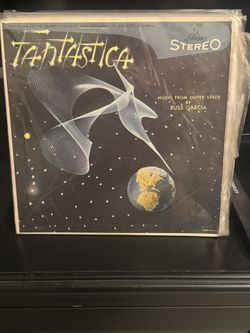 Liberty
STEREO
FANTASTICA
MUSIC FROM OUTER SPACE
BY
RUSS GARCIA